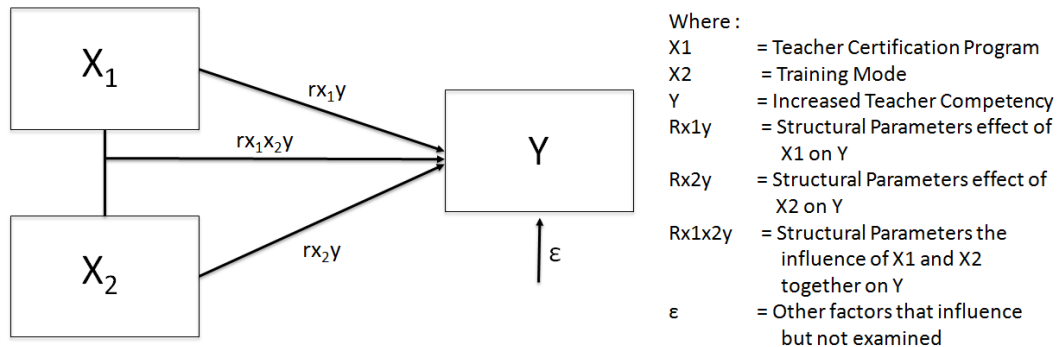 X1
rx1y
rx1x2y
Y
X2
rx2y
ε
Where :
X1 = Teacher Certification Program
X2 = Training Mode
Y = Increased Teacher Competency
Rx1y = Structural Parameters effect of
X1 on Y
Rx2y = Structural Parameters effect of
X2 on Y
Rx1x2y = Structural Parameters the
influence of X1 and X2
together on Y
ε = Other factors that influence
but not examined